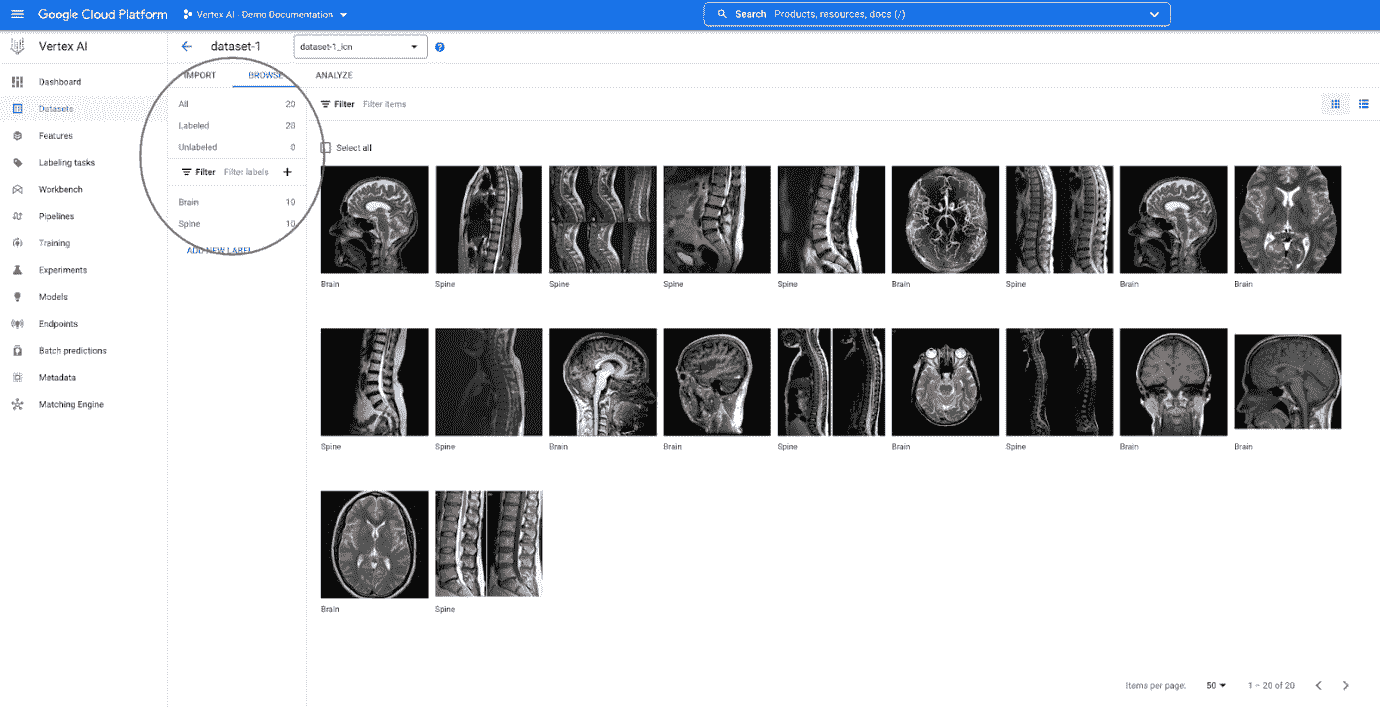 Google Cloud Platform
Vertex AI - Demo Documentation
Search Products, resources, docs (/)
Vertex AI
dataset-1
dataset-1_icn
IMPORT
BROWSE
ANALYZE
Dashboard
Datasets
Features
Labeling tasks
Workbench
Pipelines
Training
Experiments
Models
Endpoints
Batch predictions
Metadata
Matching Engine
All 20
Labeled 20
Unlabeled 0
Filter Filter labels
Brain 10
Spine 10
ADD NEW LABEL
Filter Filter items
Select all
Brain Spine Spine Spine Spine Brain Spine Brain Brain
Spine Spine Brain Brain Spine Brain Spine Brain Brain
Brain Spine
Items per page: 50 1 – 20 of 20